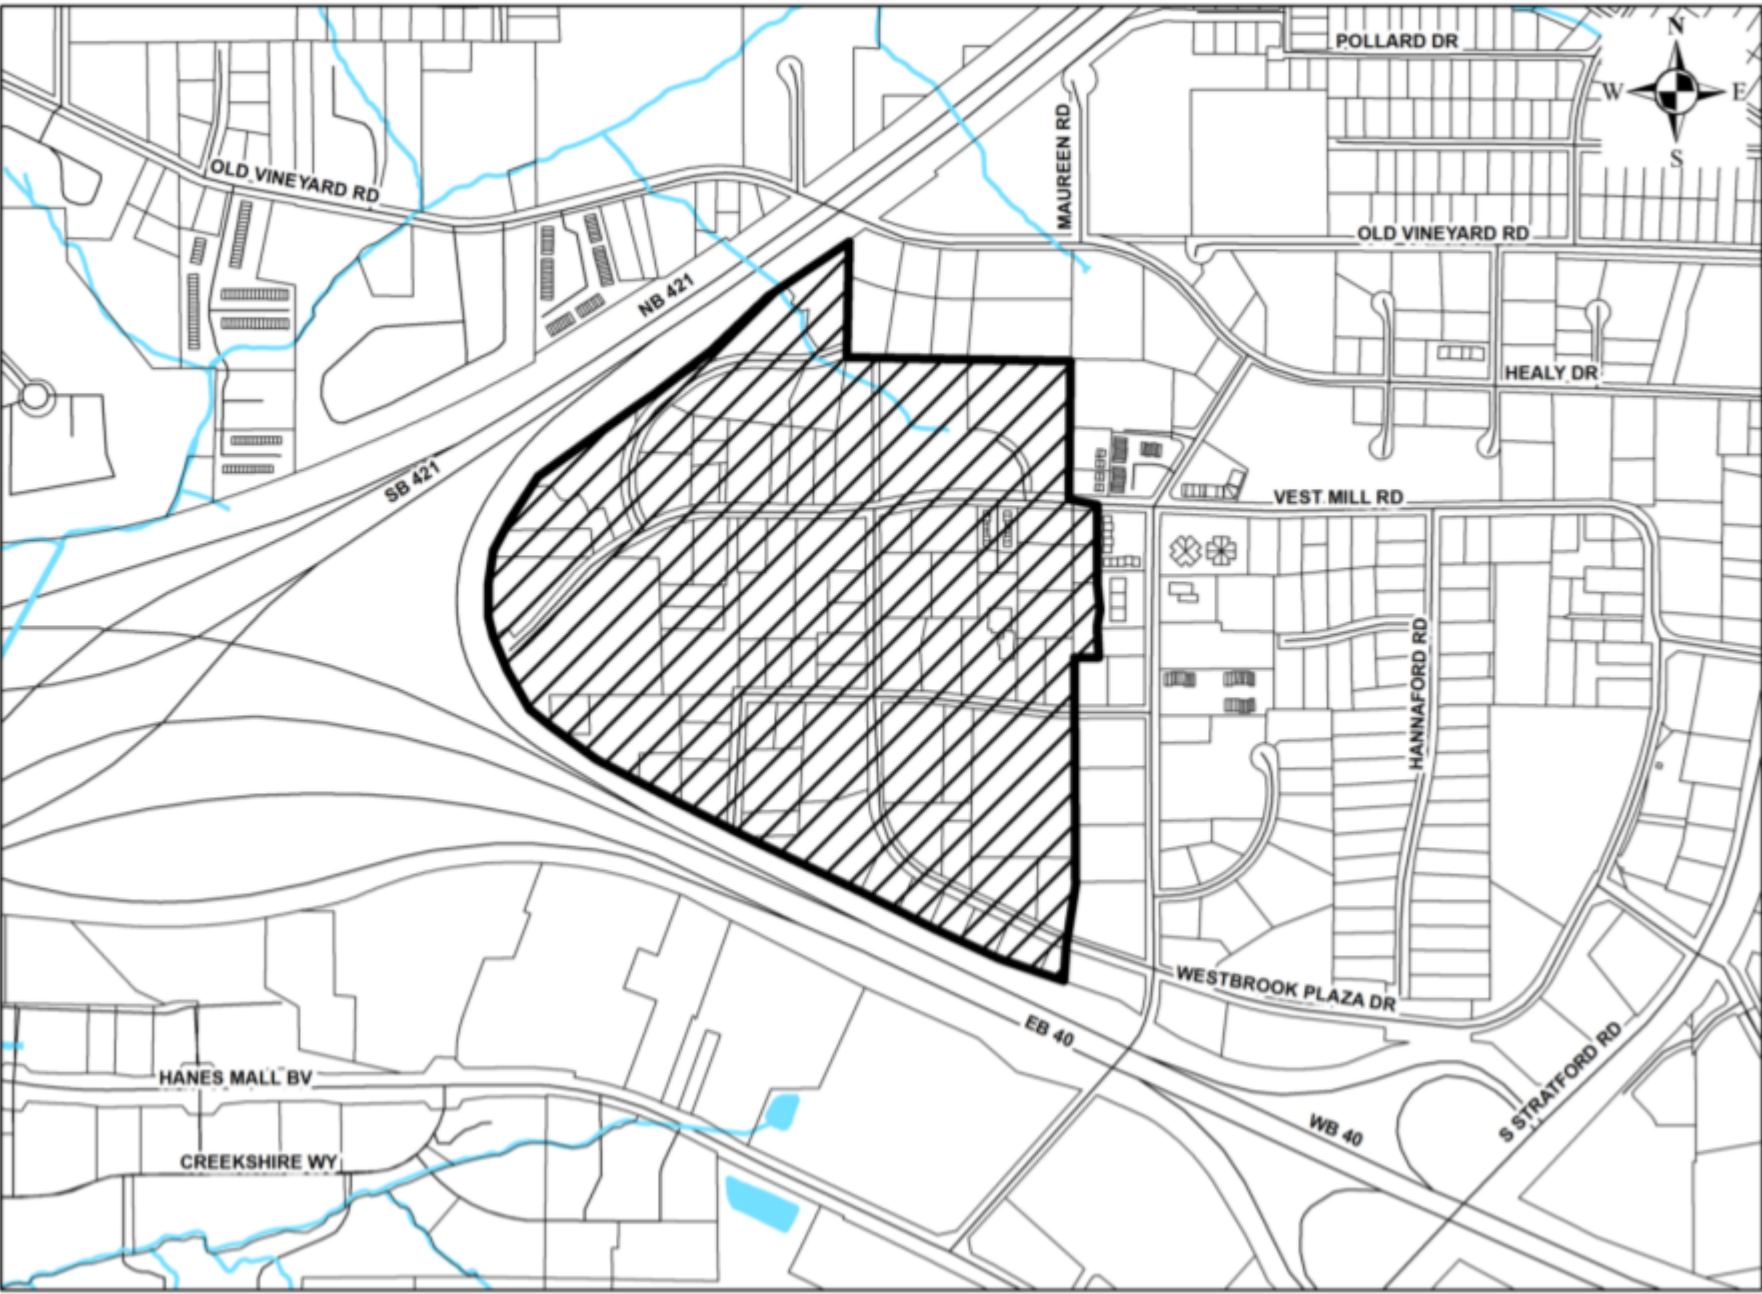 POLLARD DR
N
W
E
S
MAUREEN RD
OLD VINEYARD RD
OLD VINEYARD RD
NB 421
HEALY DR
SB 421
VEST MILL RD
HANNAFORD RD
WESTBROOK PLAZA DR
EB 40
HANES MALL BV
S STRATFORD RD
WB 40
CREEKSHIRE WY